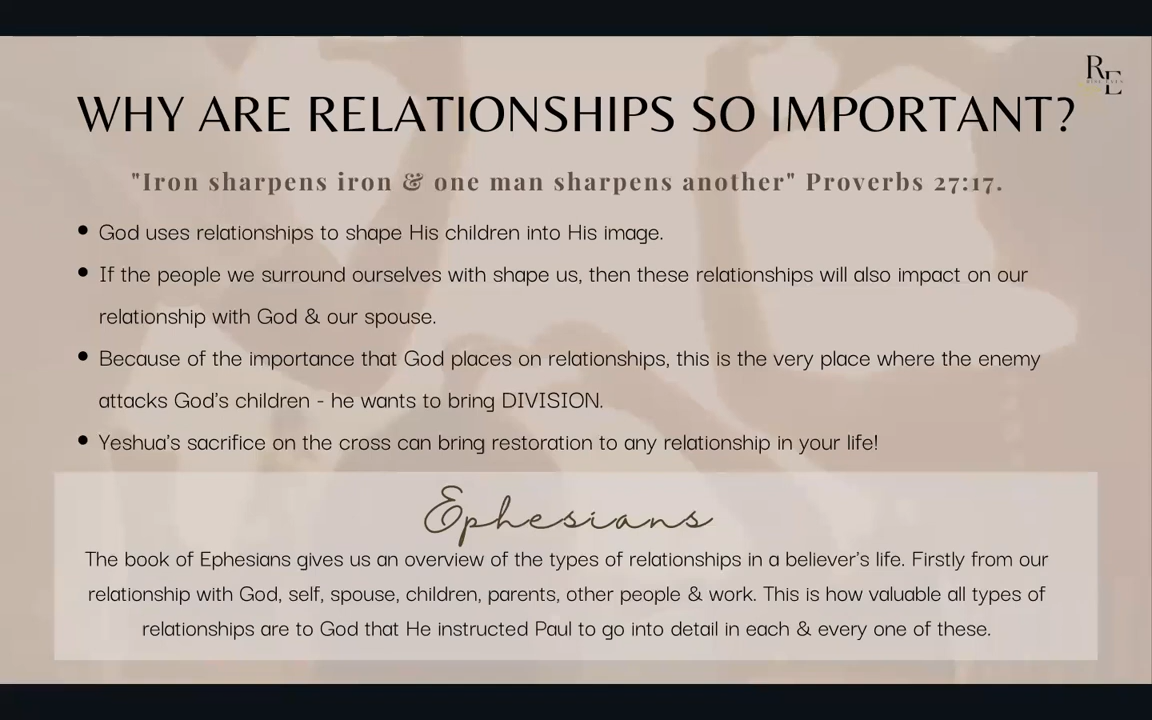 RE
WHY ARE RELATIONSHIPS SO IMPORTANT?
"Iron sharpens iron & one man sharpens another" Proverbs 27:17.
• God uses relationships to shape His children into His image.
• If the people we surround ourselves with shape us, then these relationships will also impact on our
relationship with God & our spouse.
• Because of the importance that God places on relationships, this is the very place where the enemy
attacks God's children - he wants to bring DIVISION.
• Yeshua's sacrifice on the cross can bring restoration to any relationship in your life!
Ephesians
The book of Ephesians gives us an overview of the types of relationships in a believer's life. Firstly from our
relationship with God, self, spouse, children, parents, other people & work. This is how valuable all types of
relationships are to God that He instructed Paul to go into detail in each & every one of these.